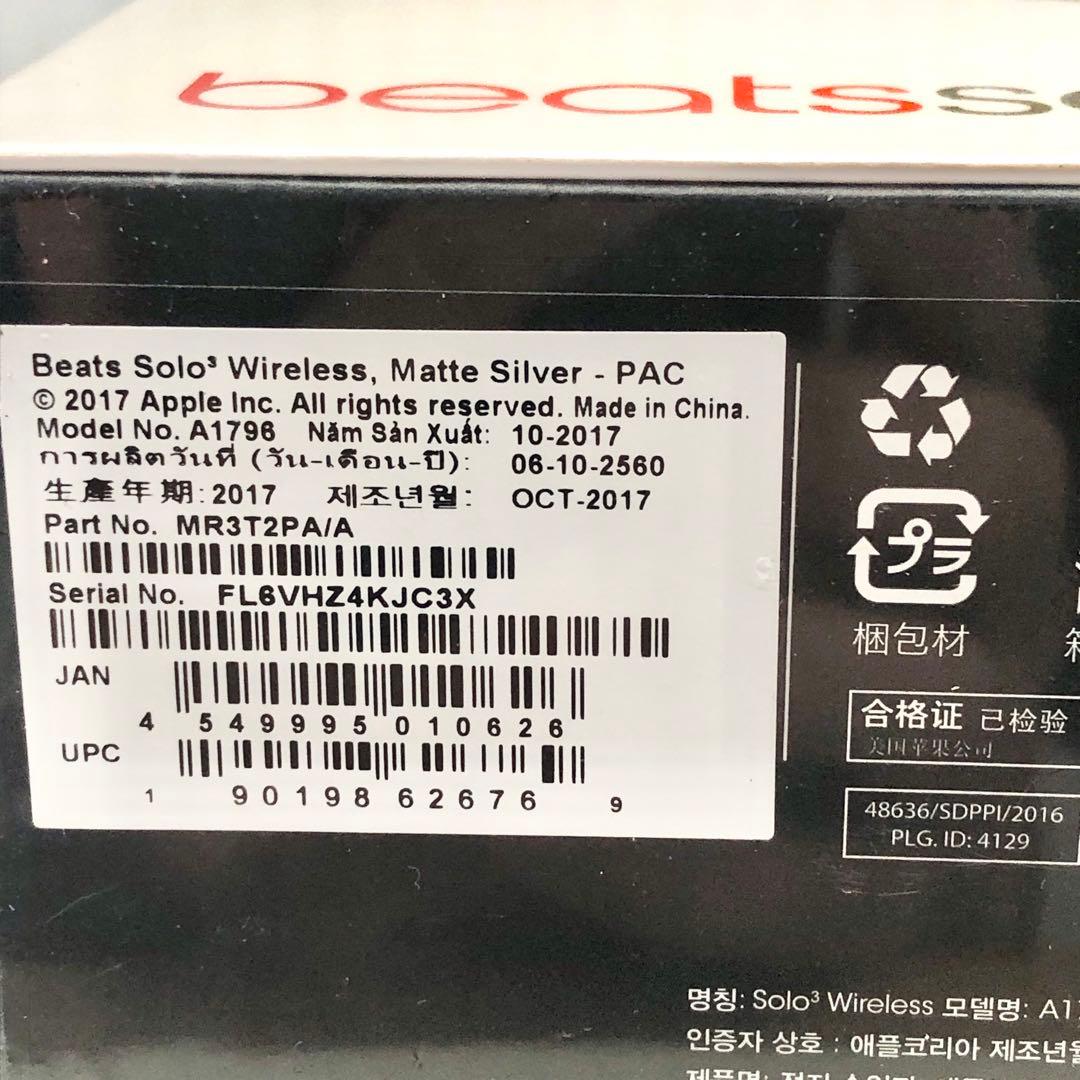 beats
Beats Solo³ Wireless, Matte Silver - PAC
© 2017 Apple Inc. All rights reserved. Made in China.
Model No. A1796 Năm Sản Xuất: 10-2017
การผลิตวันที่ (วัน-เดือน-ปี): 06-10-2560
生產年期: 2017 제조년월: OCT-2017
Part No. MR3T2PA/A
Serial No. FL6VHZ4KJC3X
JAN
4 549995 010626
UPC
1 90198 62676 9
プラ
梱包材
合格证 己检验
美国苹果公司
48636/SDPPI/2016
PLG. ID: 4129
명칭: Solo³ Wireless 모델명:
인증자 상호 : 애플코리아 제조년월